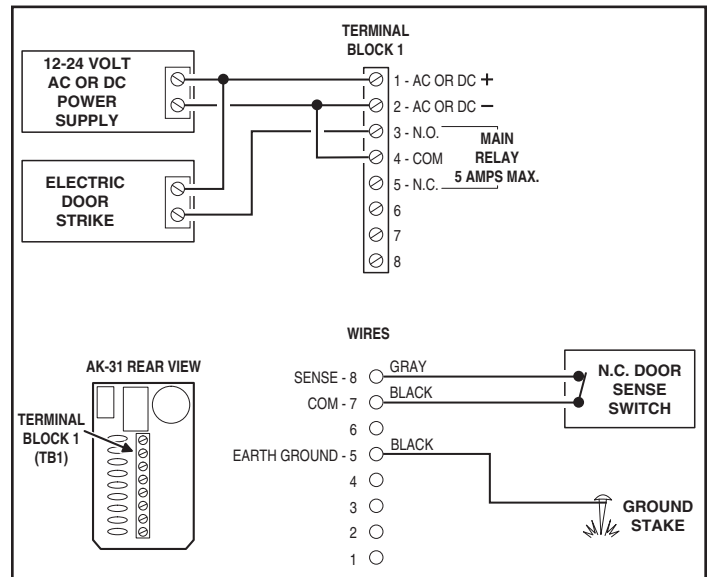 TERMINAL
BLOCK 1
12-24 VOLT
AC OR DC
POWER
SUPPLY
ELECTRIC
DOOR
STRIKE
1 - AC OR DC +
2 - AC OR DC –
3 - N.O.
4 - COM
5 - N.C.
6
7
8
MAIN
RELAY
5 AMPS MAX.
WIRES
AK-31 REAR VIEW
TERMINAL
BLOCK 1
(TB1)
SENSE - 8 GRAY
COM - 7 BLACK
6
EARTH GROUND - 5 BLACK
4
3
2
1
N.C. DOOR
SENSE
SWITCH
GROUND
STAKE